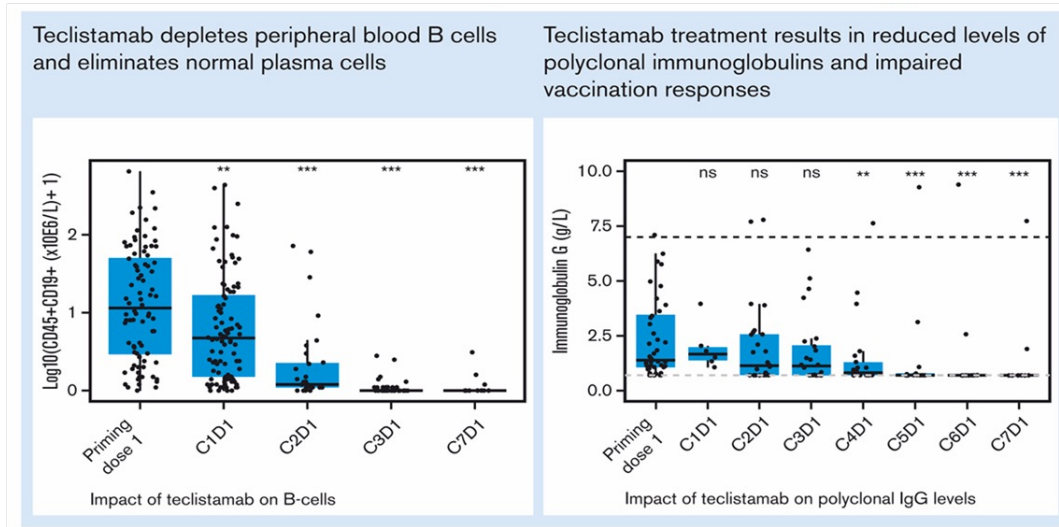 Teclistamab depletes peripheral blood B cells
and eliminates normal plasma cells
Log10(CD45+CD19+ (x10E6/L)+ 1)
2
1
0
** *** *** ***
Priming
dose 1
C1D1
C2D1
C3D1
C7D1
Impact of teclistamab on B-cells
Teclistamab treatment results in reduced levels of
polyclonal immunoglobulins and impaired
vaccination responses
Immunoglobulin G (g/L)
10.0
7.5
5.0
2.5
0.0
ns ns ns ** *** *** ***
Priming
dose 1
C1D1
C2D1
C3D1
C4D1
C5D1
C6D1
C7D1
Impact of teclistamab on polyclonal IgG levels